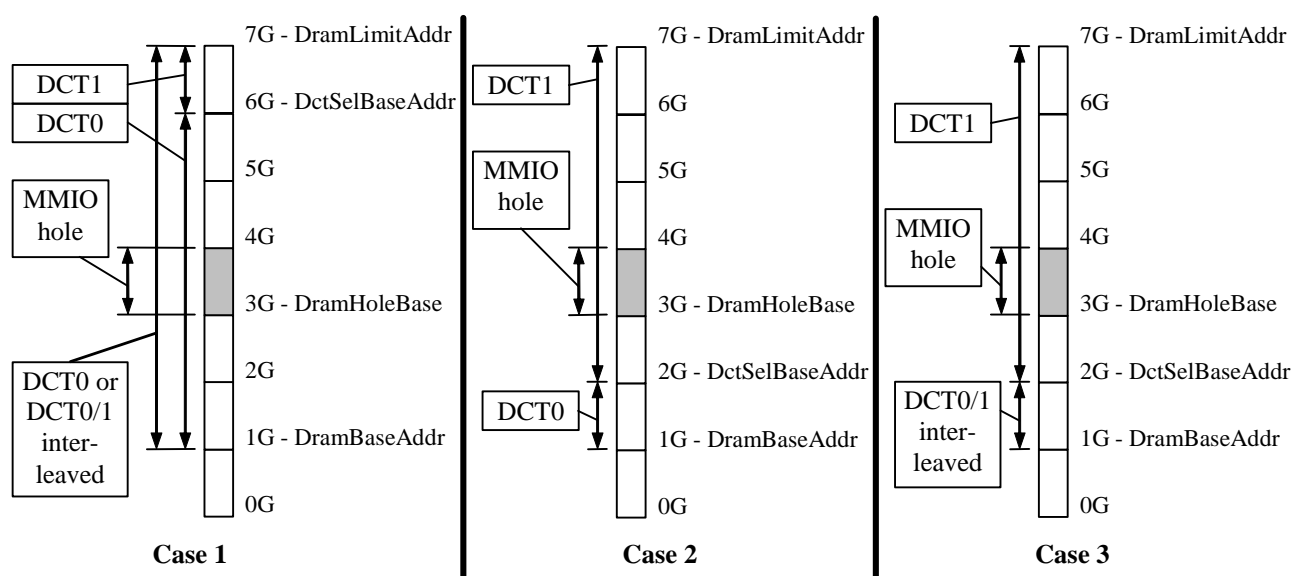 7G - DramLimitAddr
DCT1
6G - DctSelBaseAddr
DCT0
5G
MMIO
hole
4G
3G - DramHoleBase
2G
DCT0 or
DCT0/1
inter-
leaved
1G - DramBaseAddr
0G
Case 1
7G - DramLimitAddr
DCT1
6G
5G
MMIO
hole
4G
3G - DramHoleBase
2G - DctSelBaseAddr
DCT0
1G - DramBaseAddr
0G
Case 2
7G - DramLimitAddr
6G
DCT1
5G
4G
MMIO
hole
3G - DramHoleBase
2G - DctSelBaseAddr
DCT0/1
inter-
leaved
1G - DramBaseAddr
0G
Case 3